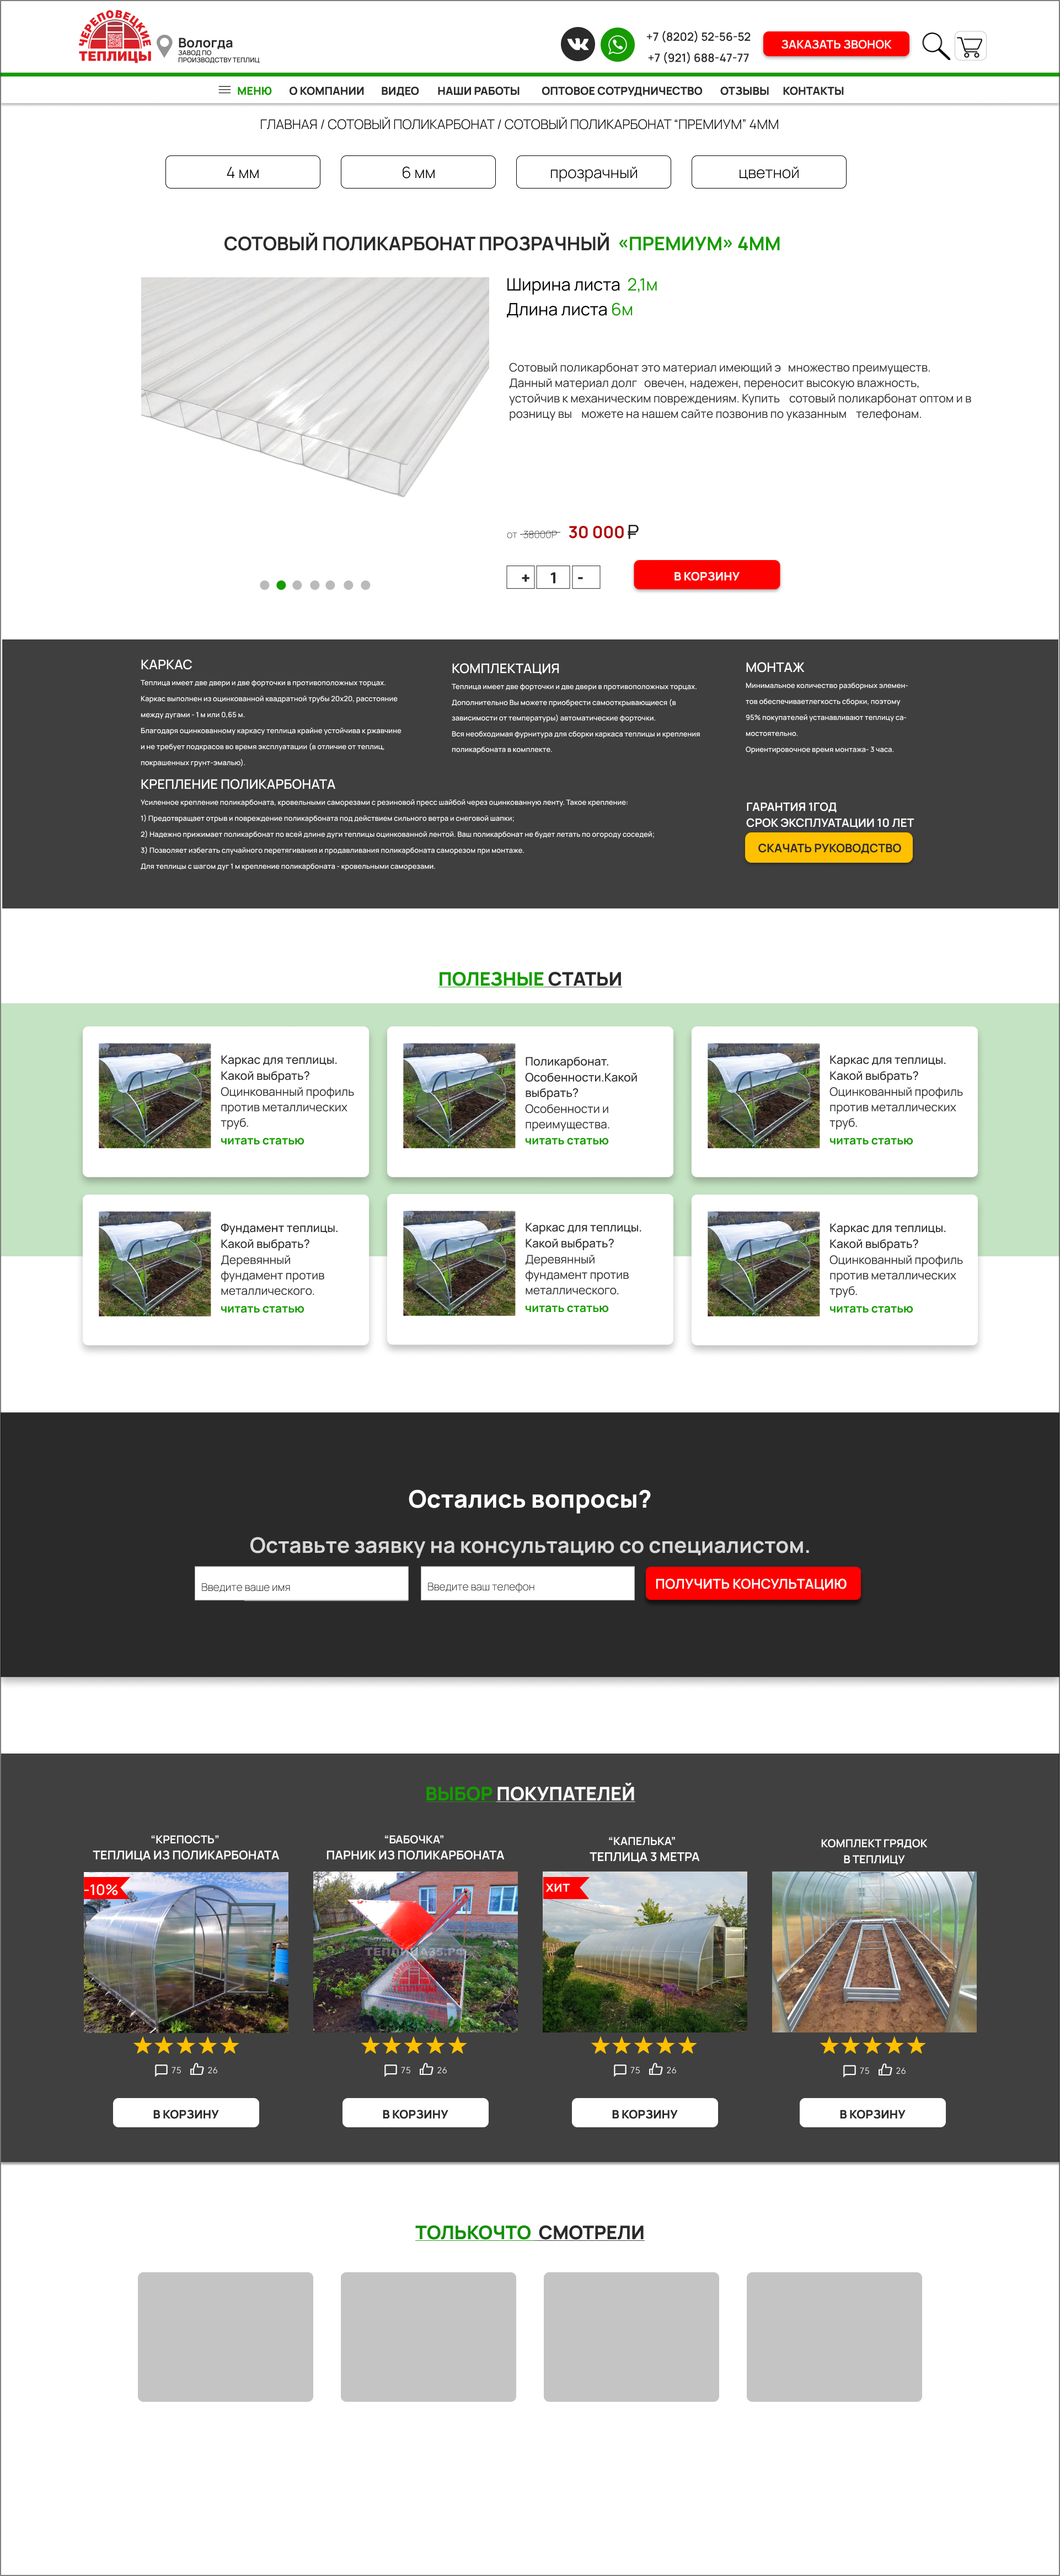 ЧЕРЕПОВЕЦКИЕ
ТЕПЛИЦЫ
Вологда
ЗАВОД ПО
ПРОИЗВОДСТВУ ТЕПЛИЦ
+7 (8202) 52-56-52
+7 (921) 688-47-77
ЗАКАЗАТЬ ЗВОНОК
МЕНЮ О КОМПАНИИ ВИДЕО НАШИ РАБОТЫ ОПТОВОЕ СОТРУДНИЧЕСТВО ОТЗЫВЫ КОНТАКТЫ
ГЛАВНАЯ / СОТОВЫЙ ПОЛИКАРБОНАТ / СОТОВЫЙ ПОЛИКАРБОНАТ “ПРЕМИУМ” 4ММ
4 мм 6 мм прозрачный цветной
СОТОВЫЙ ПОЛИКАРБОНАТ ПРОЗРАЧНЫЙ «ПРЕМИУМ» 4ММ
Ширина листа 2,1м
Длина листа 6м
Сотовый поликарбонат это материал имеющий э множество преимуществ.
Данный материал долг овечен, надежен, переносит высокую влажность,
устойчив к механическим повреждениям. Купить сотовый поликарбонат оптом и в
розницу вы можете на нашем сайте позвонив по указанным телефонам.
от 38000Р 30 000 ₽
+ 1 -
В КОРЗИНУ
КАРКАС
Теплица имеет две двери и две форточки в противоположных торцах.
Каркас выполнен из оцинкованной квадратной трубы 20х20, расстояние
между дугами - 1 м или 0,65 м.
Благодаря оцинкованному каркасу теплица крайне устойчива к ржавчине
и не требует подкрасов во время эксплуатации (в отличие от теплиц,
покрашенных грунт-эмалью).
КОМПЛЕКТАЦИЯ
Теплица имеет две форточки и две двери в противоположных торцах.
Дополнительно Вы можете приобрести самооткрывающиеся (в
зависимости от температуры) автоматические форточки.
Вся необходимая фурнитура для сборки каркаса теплицы и крепления
поликарбоната в комплекте.
МОНТАЖ
Минимальное количество разборных элемен-
тов обеспечиваетлегкость сборки, поэтому
95% покупателей устанавливают теплицу са-
мостоятельно.
Ориентировочное время монтажа- 3 часа.
КРЕПЛЕНИЕ ПОЛИКАРБОНАТА
Усиленное крепление поликарбоната, кровельными саморезами с резиновой пресс шайбой через оцинкованную ленту. Такое крепление:
1) Предотвращает отрыв и повреждение поликарбоната под действием сильного ветра и снеговой шапки;
2) Надежно прижимает поликарбонат по всей длине дуги теплицы оцинкованной лентой. Ваш поликарбонат не будет летать по огороду соседей;
3) Позволяет избегать случайного перетягивания и продавливания поликарбоната саморезом при монтаже.
Для теплицы с шагом дуг 1 м крепление поликарбоната - кровельными саморезами.
ГАРАНТИЯ 1ГОД
СРОК ЭКСПЛУАТАЦИИ 10 ЛЕТ
СКАЧАТЬ РУКОВОДСТВО
ПОЛЕЗНЫЕ СТАТЬИ
Каркас для теплицы.
Какой выбрать?
Оцинкованный профиль
против металлических
труб.
читать статью
Поликарбонат.
Особенности.Какой
выбрать?
Особенности и
преимущества.
читать статью
Каркас для теплицы.
Какой выбрать?
Оцинкованный профиль
против металлических
труб.
читать статью
Фундамент теплицы.
Какой выбрать?
Деревянный
фундамент против
металлического.
читать статью
Каркас для теплицы.
Какой выбрать?
Деревянный
фундамент против
металлического.
читать статью
Каркас для теплицы.
Какой выбрать?
Оцинкованный профиль
против металлических
труб.
читать статью
Остались вопросы?
Оставьте заявку на консультацию со специалистом.
Введите ваше имя Введите ваш телефон ПОЛУЧИТЬ КОНСУЛЬТАЦИЮ
ВЫБОР ПОКУПАТЕЛЕЙ
“КРЕПОСТЬ”
ТЕПЛИЦА ИЗ ПОЛИКАРБОНАТА
-10%
75 26
В КОРЗИНУ
“БАБОЧКА”
ПАРНИК ИЗ ПОЛИКАРБОНАТА
ТЕПЛИЦА35.РФ
ТЕПЛИЦЫ
75 26
В КОРЗИНУ
“КАПЕЛЬКА”
ТЕПЛИЦА 3 МЕТРА
ХИТ
75 26
В КОРЗИНУ
КОМПЛЕКТ ГРЯДОК
В ТЕПЛИЦУ
75 26
В КОРЗИНУ
ТОЛЬКОЧТО СМОТРЕЛИ